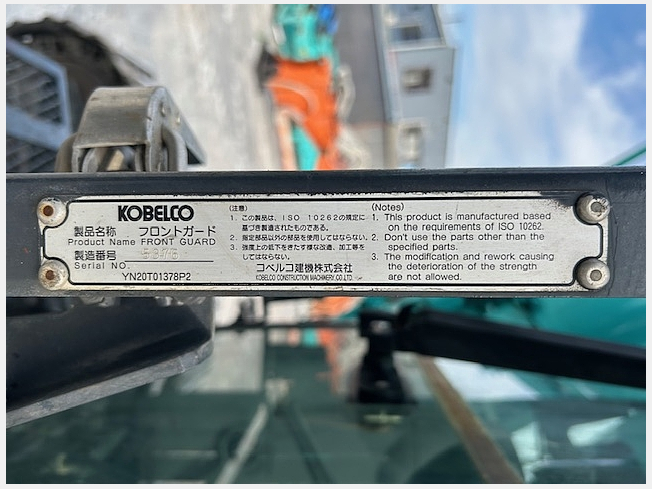 KOBELCO
製品名称 フロントガード
Product Name FRONT GUARD
製造番号
Serial NO.
YN20T01378P2
(注意)
1. この製品は、ISO 10262の規定に
基づき製造されたものである。
2. 指定部品以外の部品を使用してはならない。
3. 強度上の低下をきたす様な改造、加工等を
してはならない。
コベルコ建機株式会社
KOBELCO CONSTRUCTION MACHINERY CO.,LTD.
(Notes)
1. This product is manufactured based
on the requirements of ISO 10262.
2. Don't use the parts other than the
specified parts.
3. The modification and rework causing
the deterioration of the strength
are not allowed.